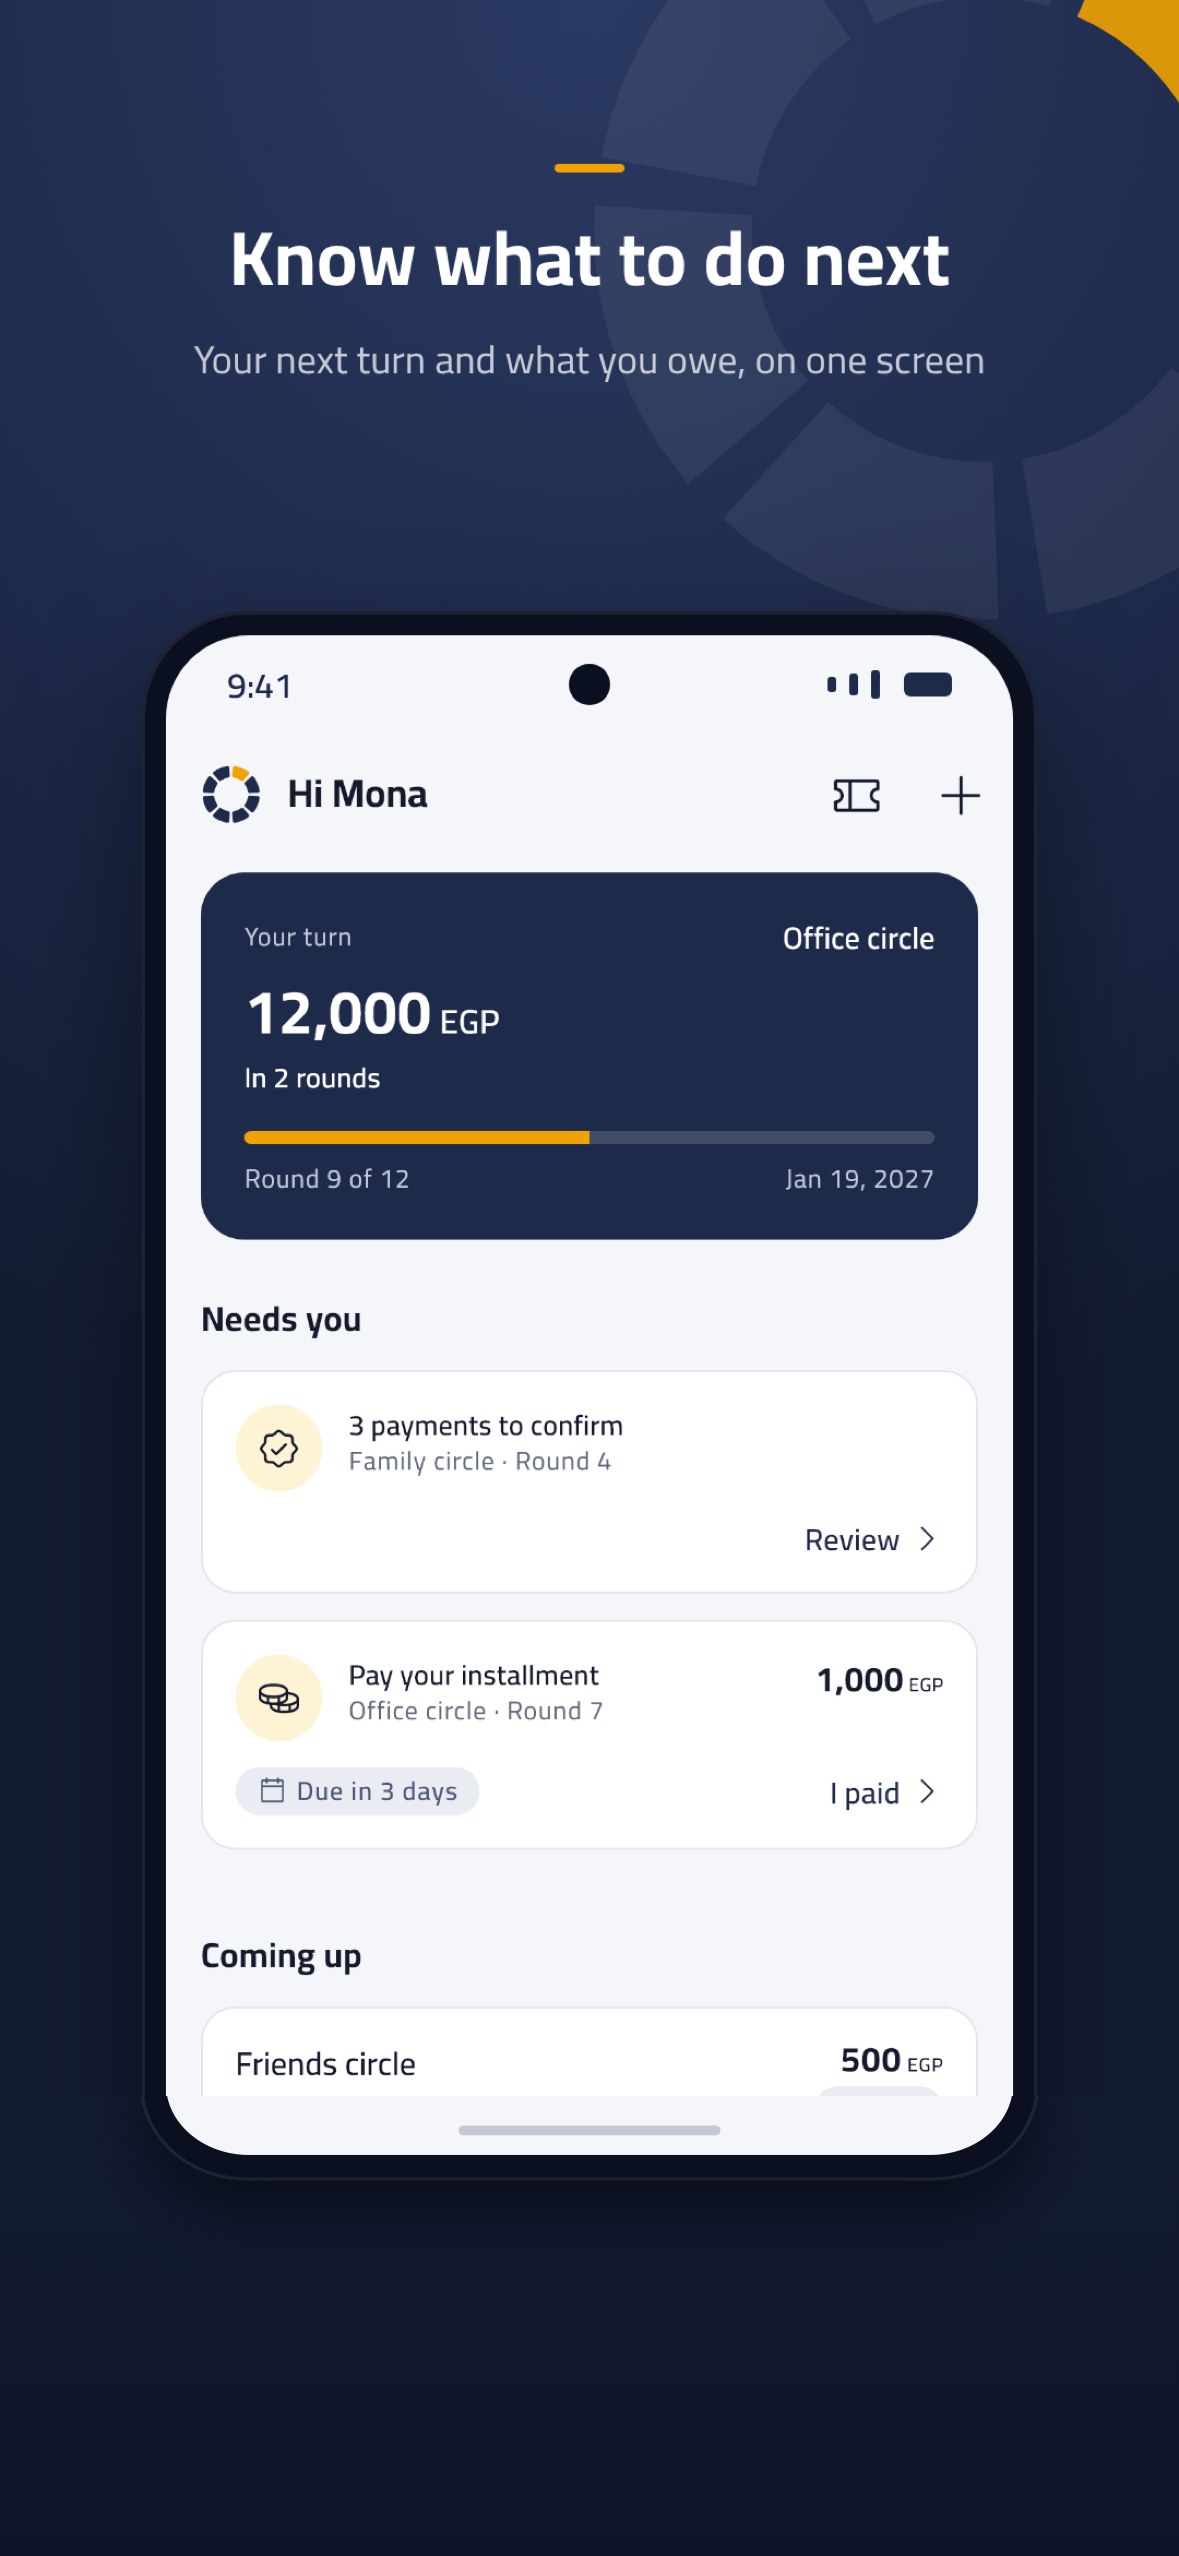 Know what to do next
Your next turn and what you owe, on one screen
9:41
Hi Mona
Your turn
Office circle
12,000 EGP
In 2 rounds
Round 9 of 12
Jan 19, 2027
Needs you
3 payments to confirm
Family circle · Round 4
Review
Pay your installment
1,000 EGP
Office circle · Round 7
Due in 3 days
I paid
Coming up
Friends circle
500 EGP